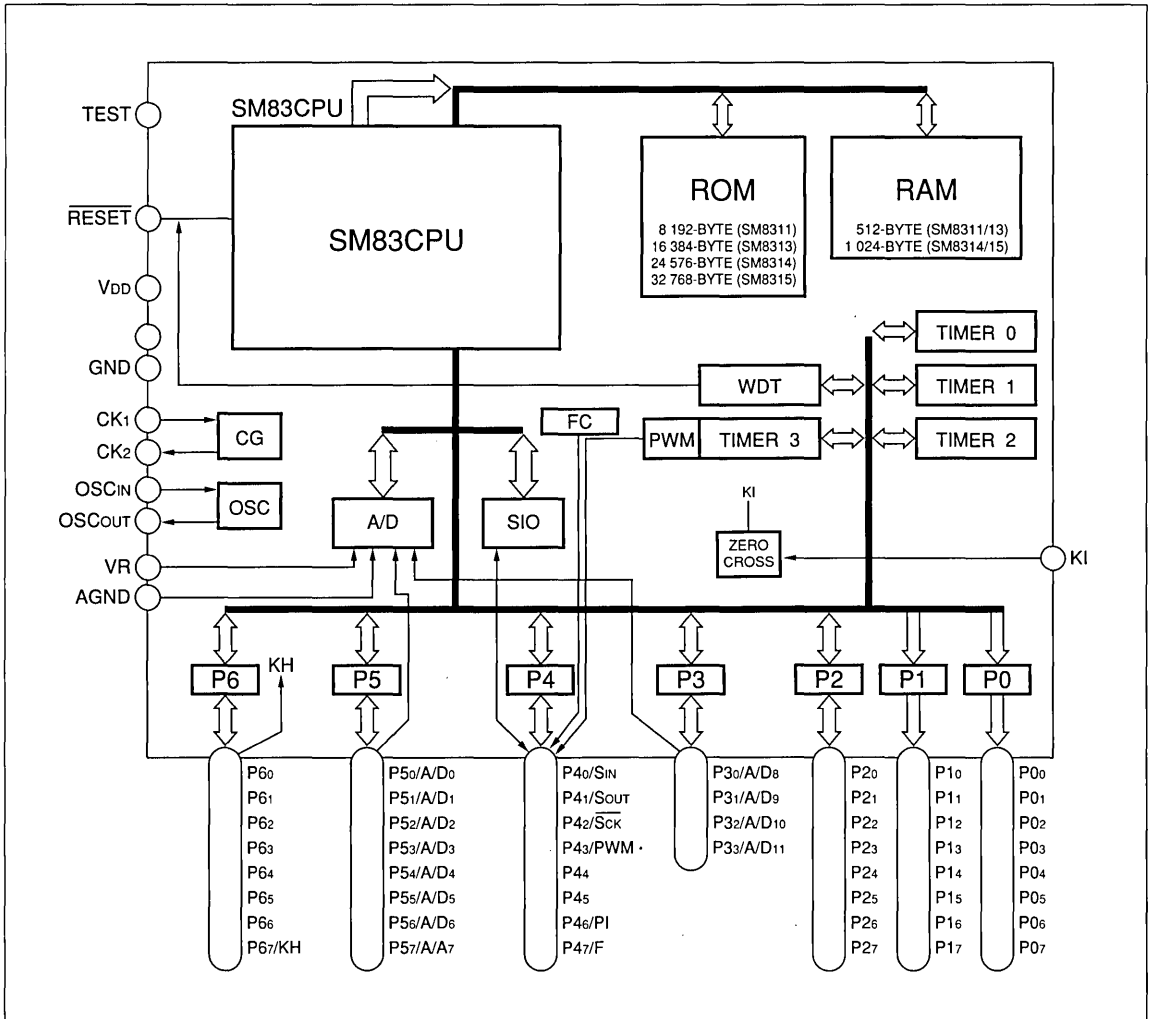 SM83CPU
TEST
RESET
VDD
GND
CK1
CK2
OSCIN
OSCOUT
VR
AGND
SM83CPU
ROM
8 192-BYTE (SM8311)
16 384-BYTE (SM8313)
24 576-BYTE (SM8314)
32 768-BYTE (SM8315)
RAM
512-BYTE (SM8311/13)
1 024-BYTE (SM8314/15)
TIMER 0
WDT
TIMER 1
FC
PWM
TIMER 3
TIMER 2
CG
OSC
A/D
SIO
KI
ZERO
CROSS
KI
KH
P6
P5
P4
P3
P2
P1
P0
P60
P61
P62
P63
P64
P65
P66
P67/KH
P50/A/D0
P51/A/D1
P52/A/D2
P53/A/D3
P54/A/D4
P55/A/D5
P56/A/D6
P57/A/A7
P40/SIN
P41/SOUT
P42/SCK
P43/PWM
P44
P45
P46/PI
P47/F
P30/A/D8
P31/A/D9
P32/A/D10
P33/A/D11
P20
P21
P22
P23
P24
P25
P26
P27
P10
P11
P12
P13
P14
P15
P16
P17
P00
P01
P02
P03
P04
P05
P06
P07